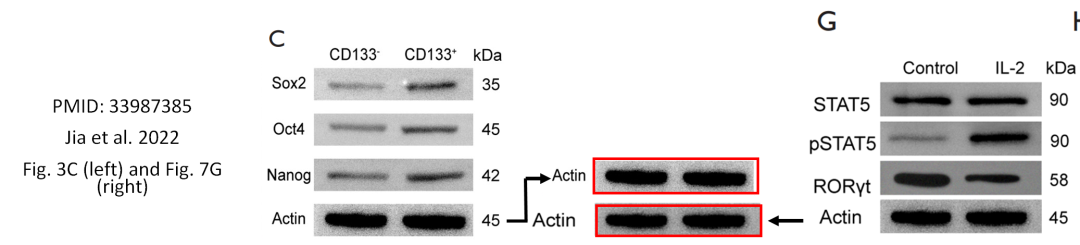 PMID: 33987385
Jia et al. 2022
Fig. 3C (left) and Fig. 7G
(right)
C
CD133- CD133+ kDa
Sox2 35
Oct4 45
Nanog 42
Actin 45
Actin
Actin
G
H
Control IL-2 kDa
STAT5 90
pSTAT5 90
RORγt 58
Actin 45